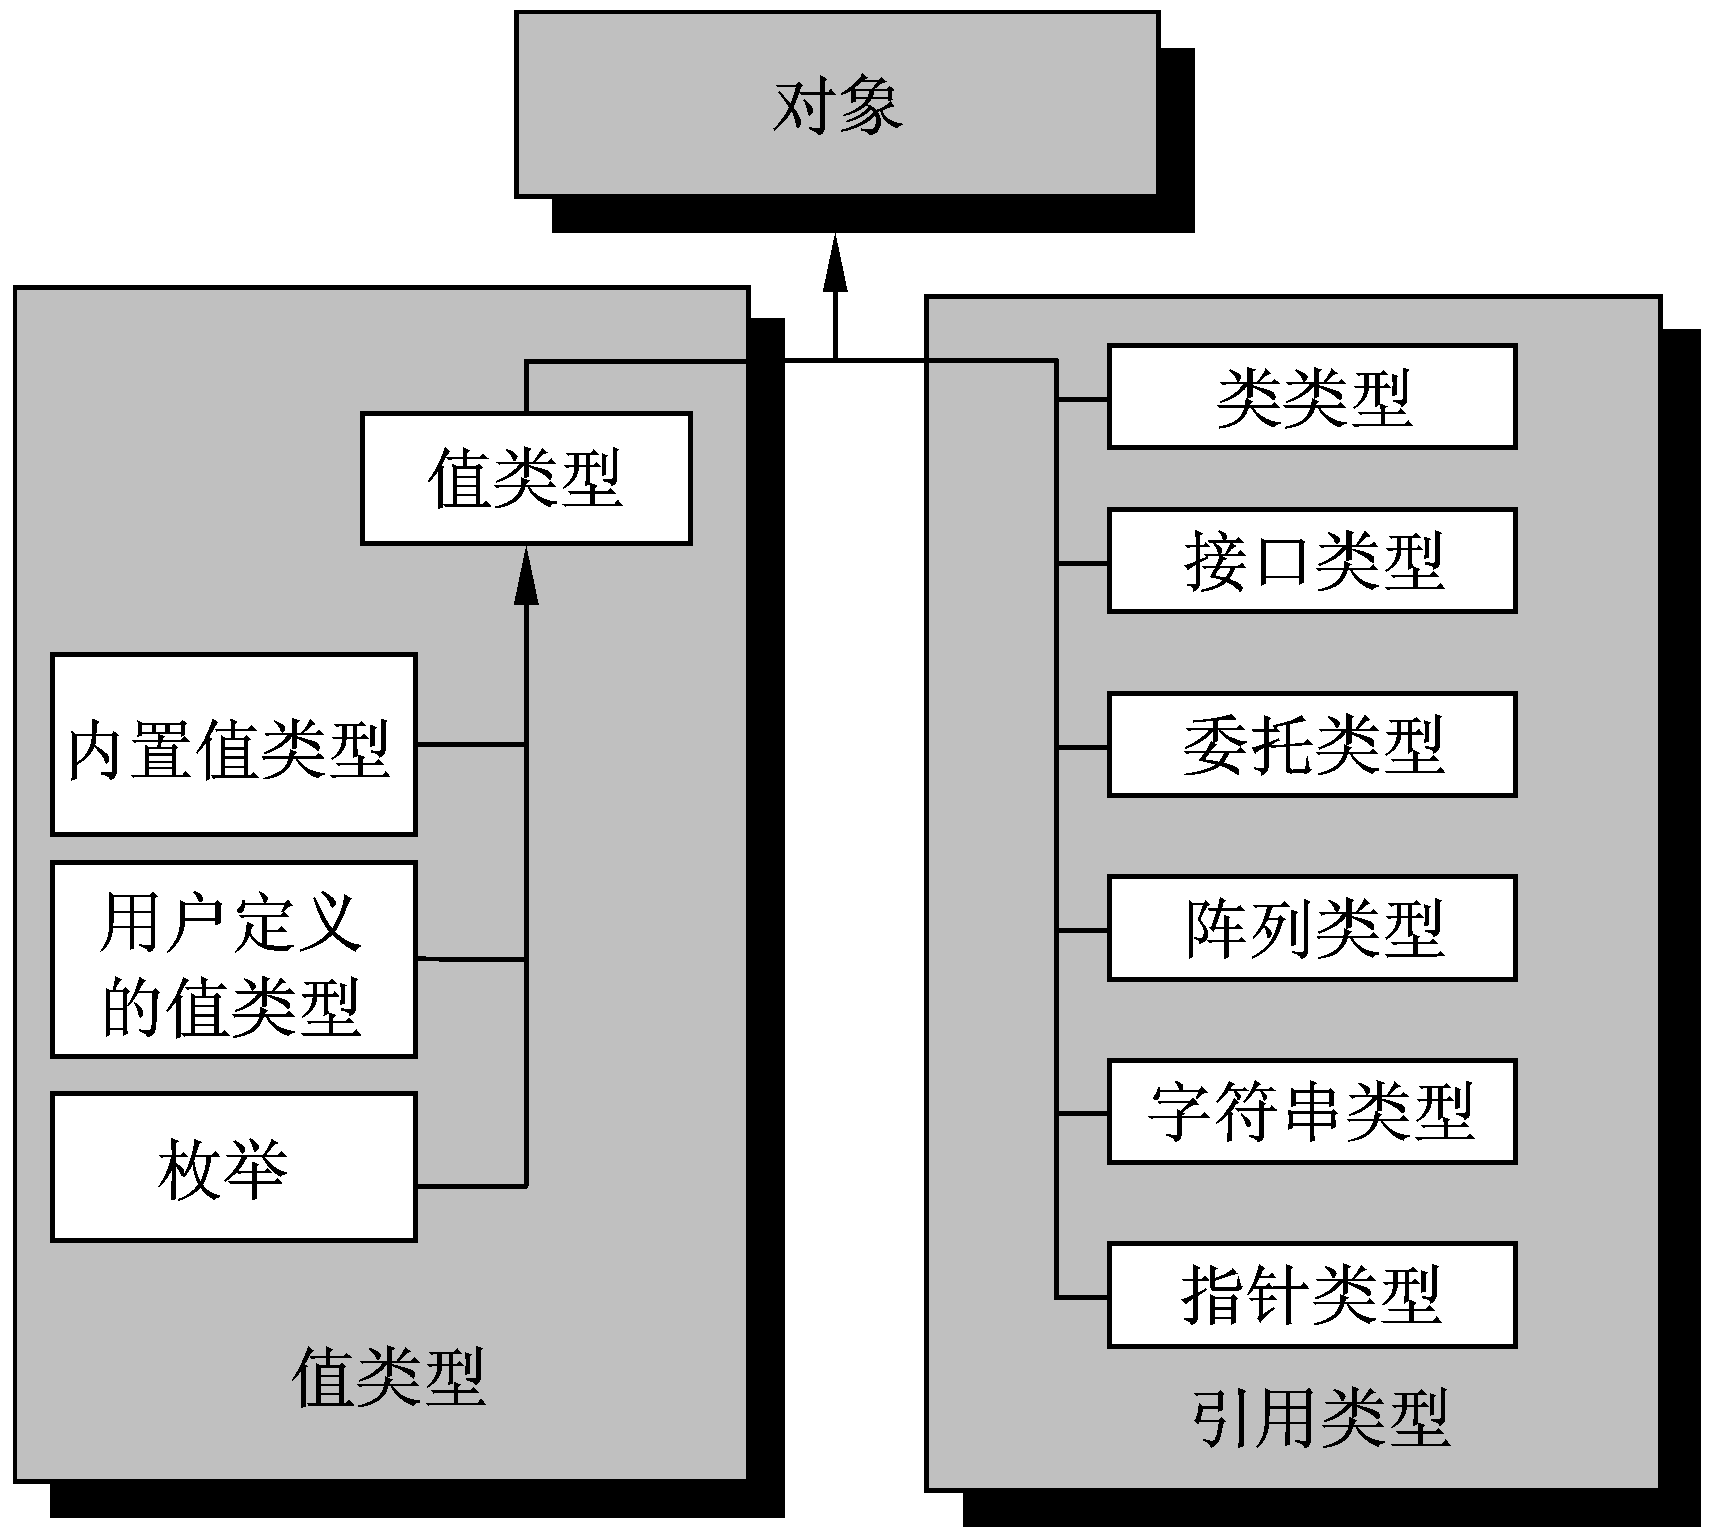 对象
值类型
内置值类型
用户定义
的值类型
枚举
值类型
类类型
接口类型
委托类型
阵列类型
字符串类型
指针类型
引用类型